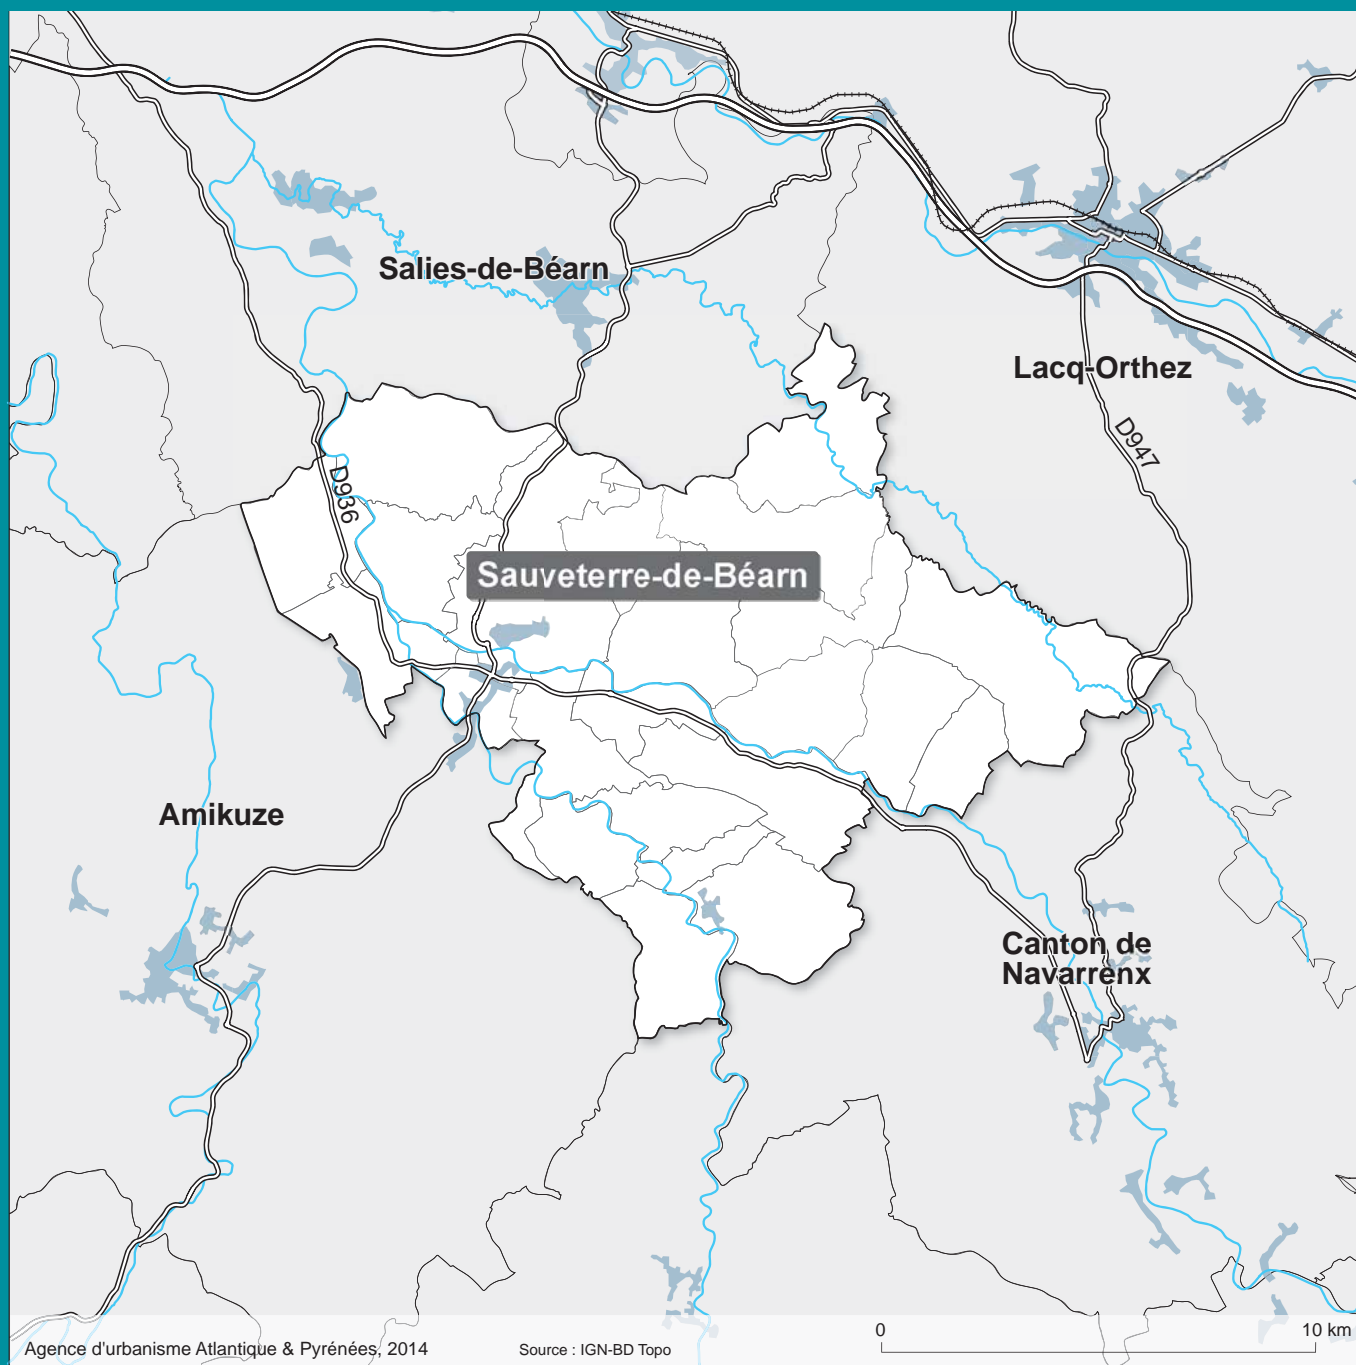 Salies-de-Béarn
Lacq-Orthez
D947
D936
Sauveterre-de-Béarn
Amikuze
Canton de
Navarrenx
0 10 km
Agence d'urbanisme Atlantique & Pyrénées, 2014 Source : IGN-BD Topo